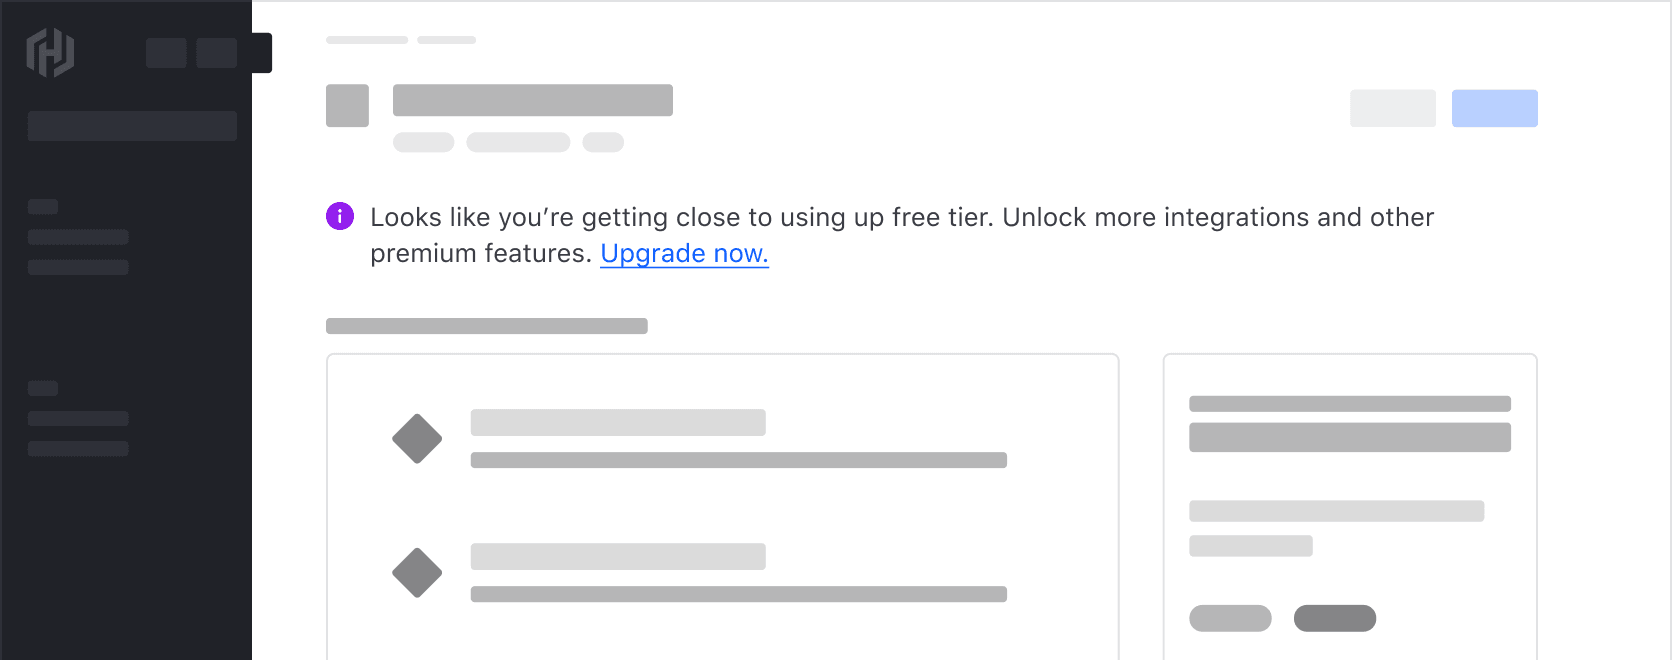 Looks like you’re getting close to using up free tier. Unlock more integrations and other
premium features. Upgrade now.